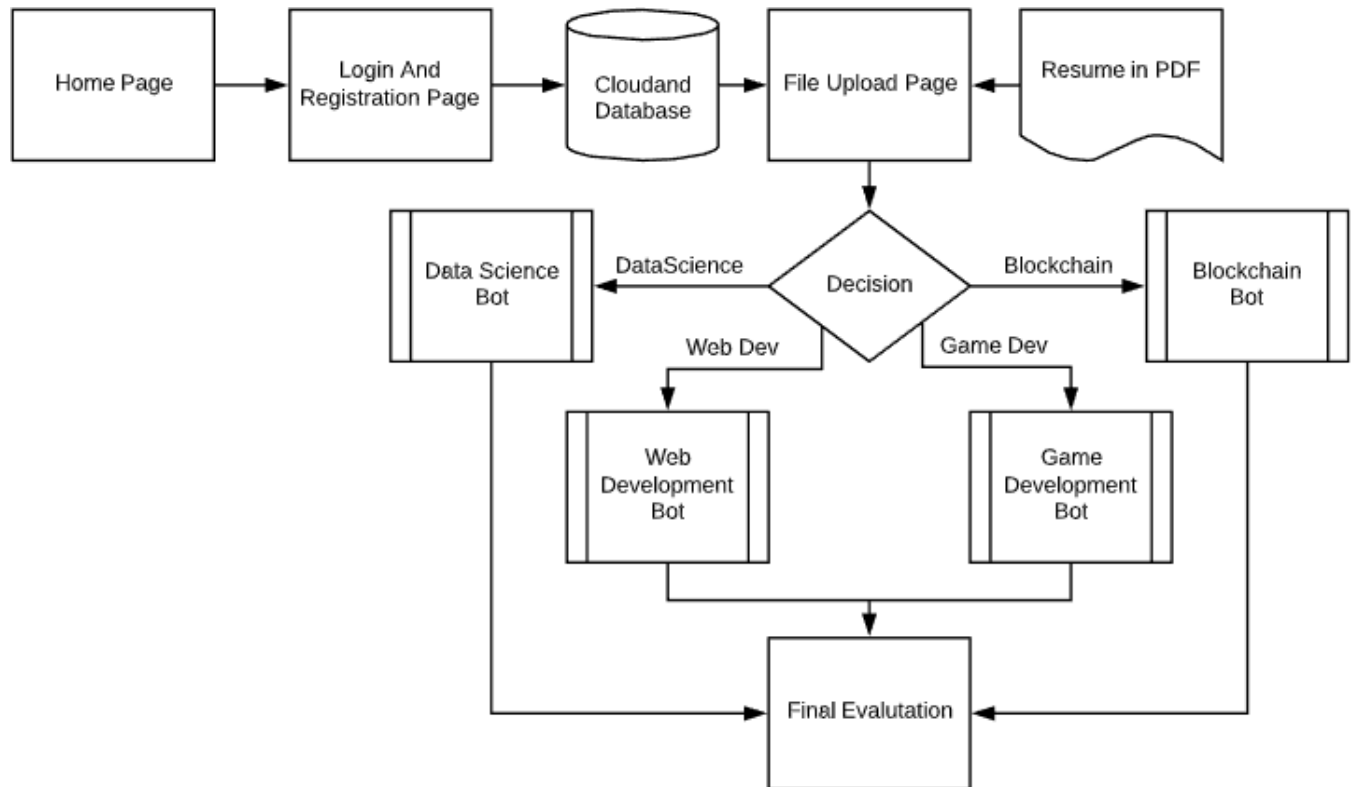 Home Page
Login And
Registration Page
Cloudand
Database
File Upload Page
Resume in PDF
Data Science
Bot
DataScience
Decision
Blockchain
Blockchain
Bot
Web Dev
Game Dev
Web
Development
Bot
Game
Development
Bot
Final Evalutation